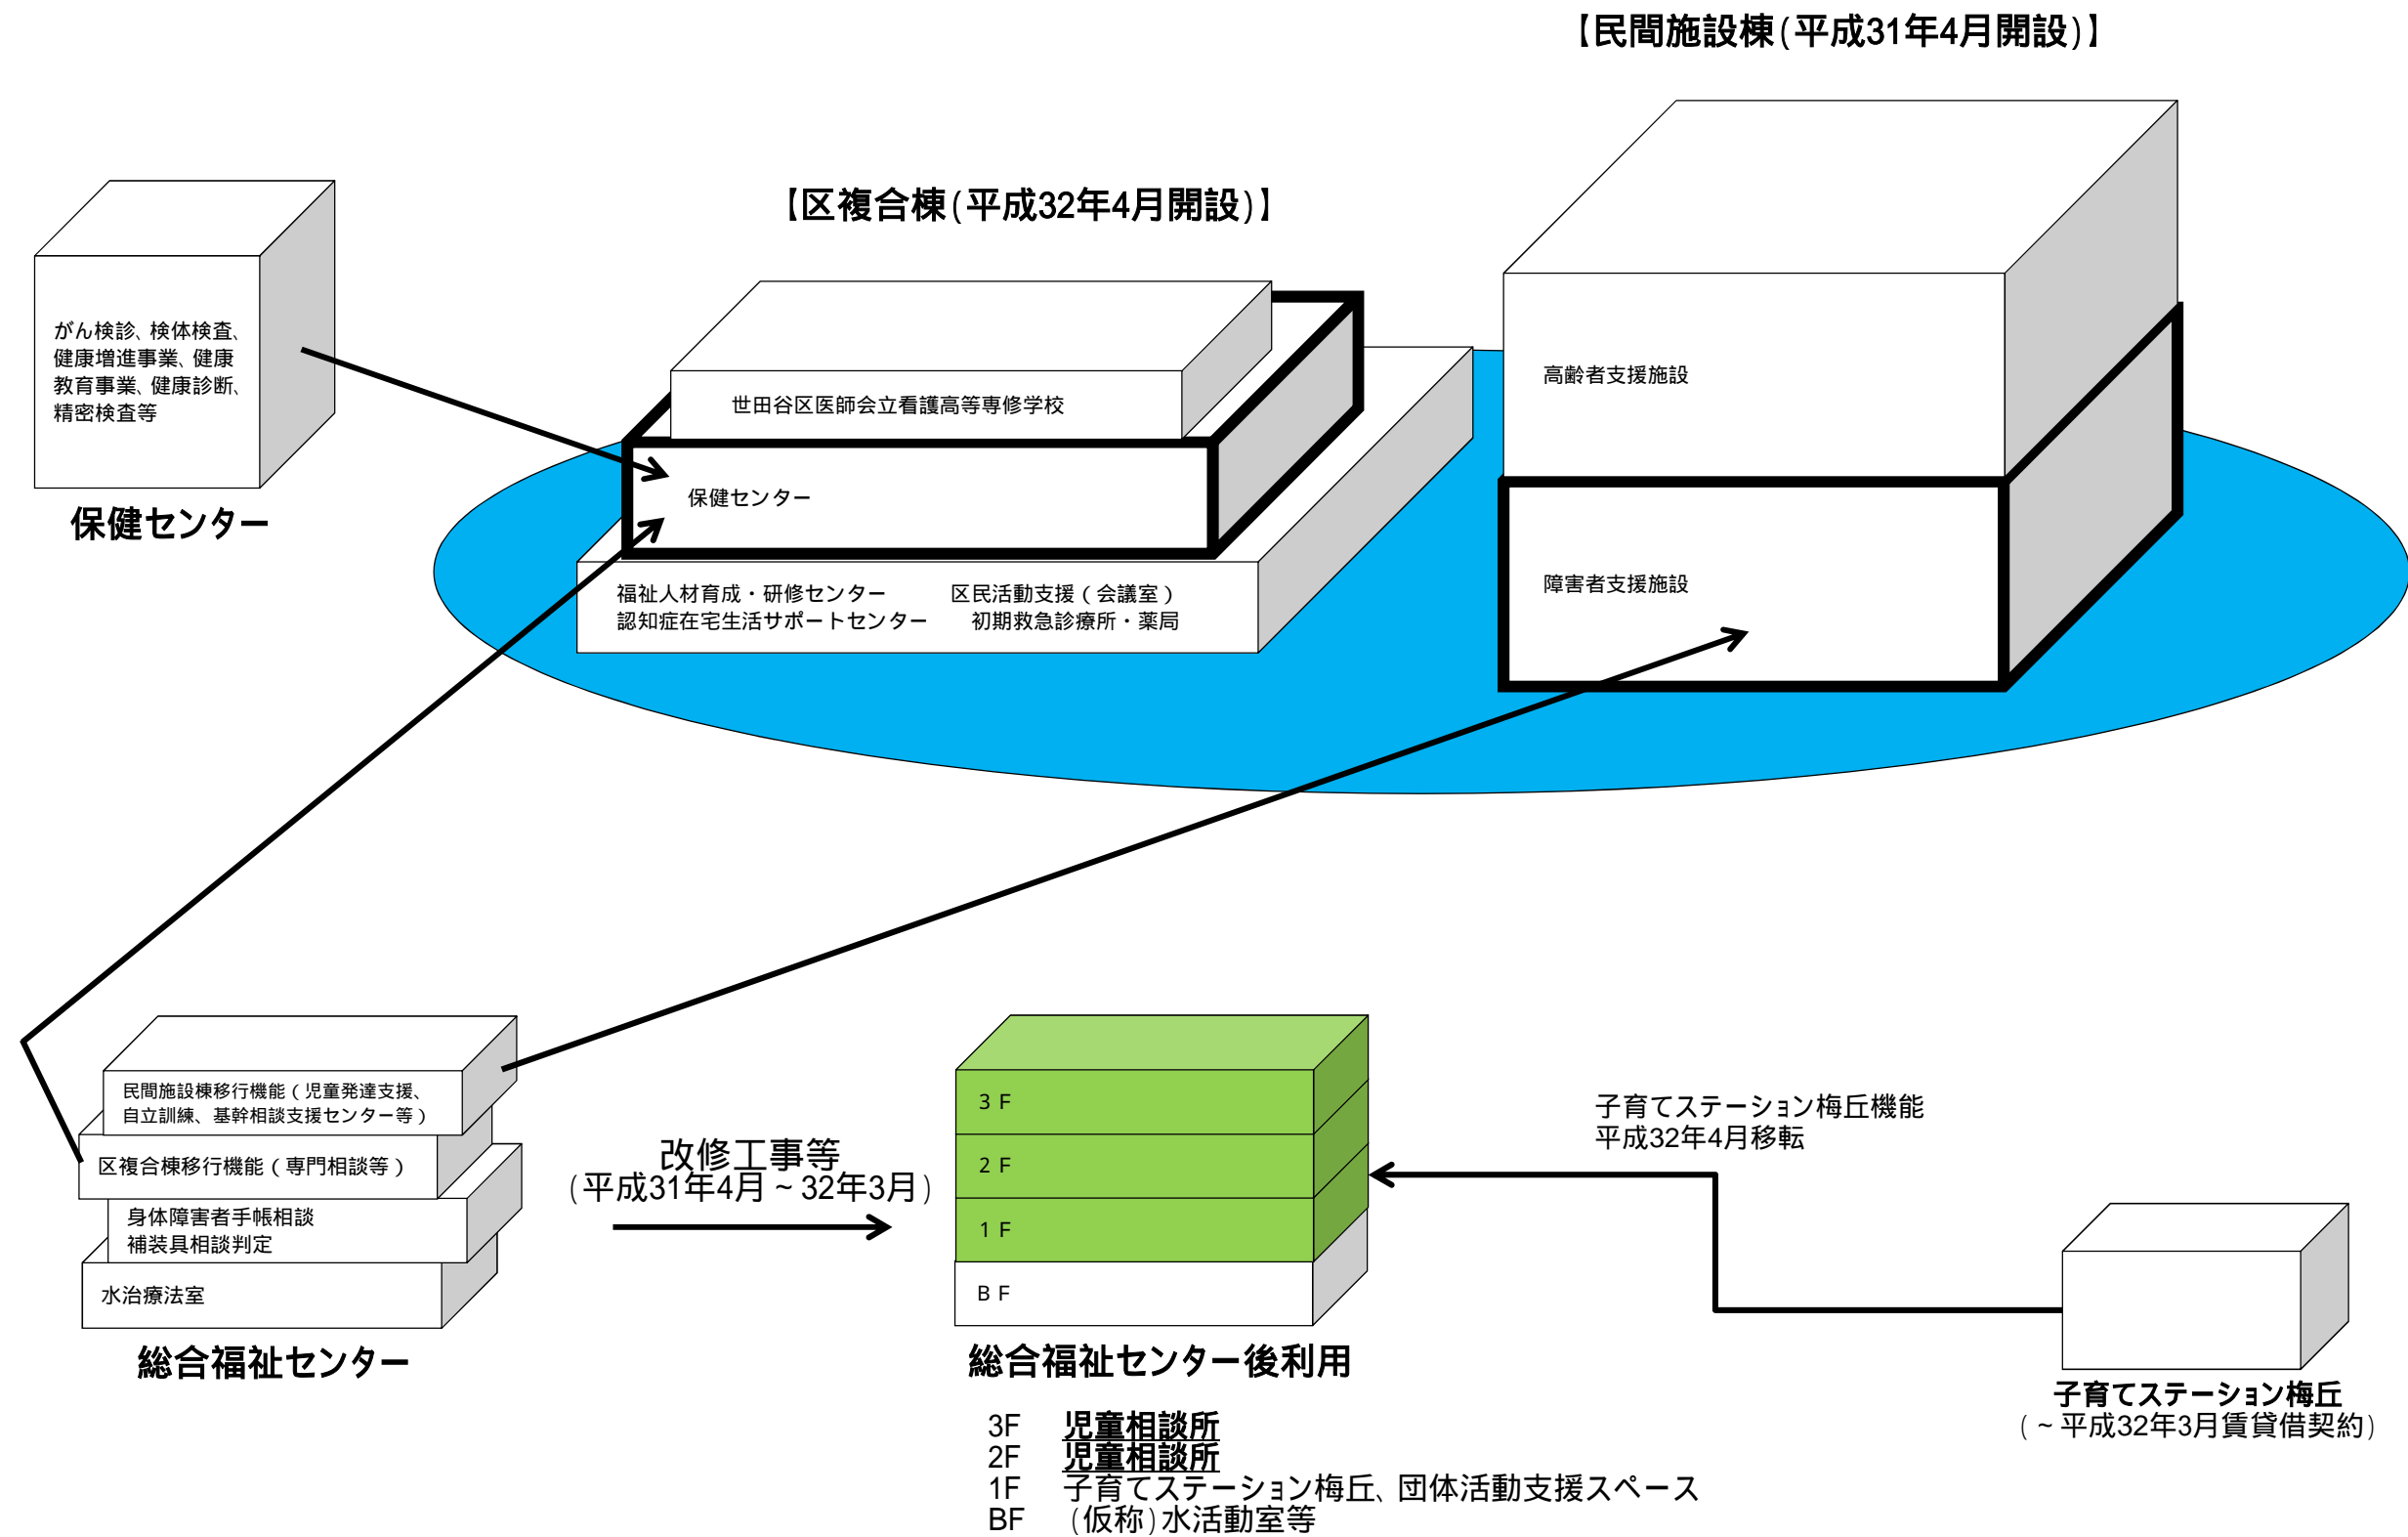 【民間施設棟(平成31年4月開設)】
【区複合棟(平成32年4月開設)】
がん検診、検体検査、
健康増進事業、健康
教育事業、健康診断、
精密検査等
保健センター
世田谷区医師会立看護高等専修学校
保健センター
福祉人材育成・研修センター　　　区民活動支援(会議室)
認知症在宅生活サポートセンター　　初期救急診療所・薬局
高齢者支援施設
障害者支援施設
民間施設棟移行機能(児童発達支援、
自立訓練、基幹相談支援センター等)
区複合棟移行機能(専門相談等)
身体障害者手帳相談
補装具相談判定
水治療法室
総合福祉センター
改修工事等
(平成31年4月~32年3月)
3F
2F
1F
BF
総合福祉センター後利用
3F　児童相談所
2F　児童相談所
1F　子育てステーション梅丘、団体活動支援スペース
BF　(仮称)水活動室等
子育てステーション梅丘機能
平成32年4月移転
子育てステーション梅丘
(~平成32年3月賃貸借契約)